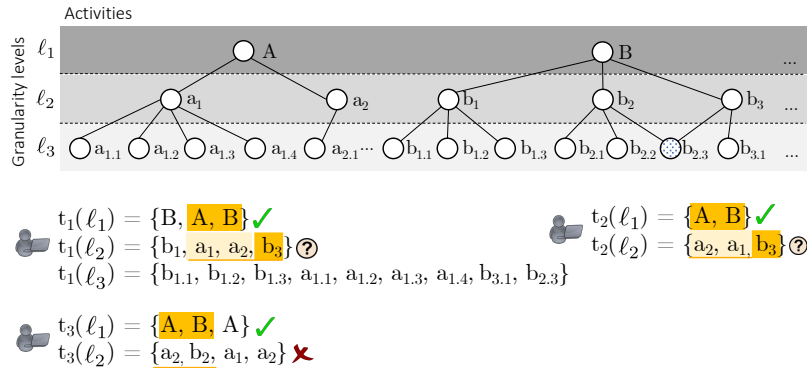 Activities
Granularity levels
ℓ₁ A B ...
ℓ₂ a₁ a₂ b₁ b₂ b₃ ...
ℓ₃ a₁.₁ a₁.₂ a₁.₃ a₁.₄ a₂.₁ ... b₁.₁ b₁.₂ b₁.₃ b₂.₁ b₂.₂ b₂.₃ b₃.₁ ...
t₁(ℓ₁) = {B, A, B} ✓
t₁(ℓ₂) = {b₁, a₁, a₂, b₃} ?
t₁(ℓ₃) = {b₁.₁, b₁.₂, b₁.₃, a₁.₁, a₁.₂, a₁.₃, a₁.₄, b₃.₁, b₂.₃}
t₂(ℓ₁) = {A, B} ✓
t₂(ℓ₂) = {a₂, a₁, b₃} ?
t₃(ℓ₁) = {A, B, A} ✓
t₃(ℓ₂) = {a₂, b₂, a₁, a₂} ✗